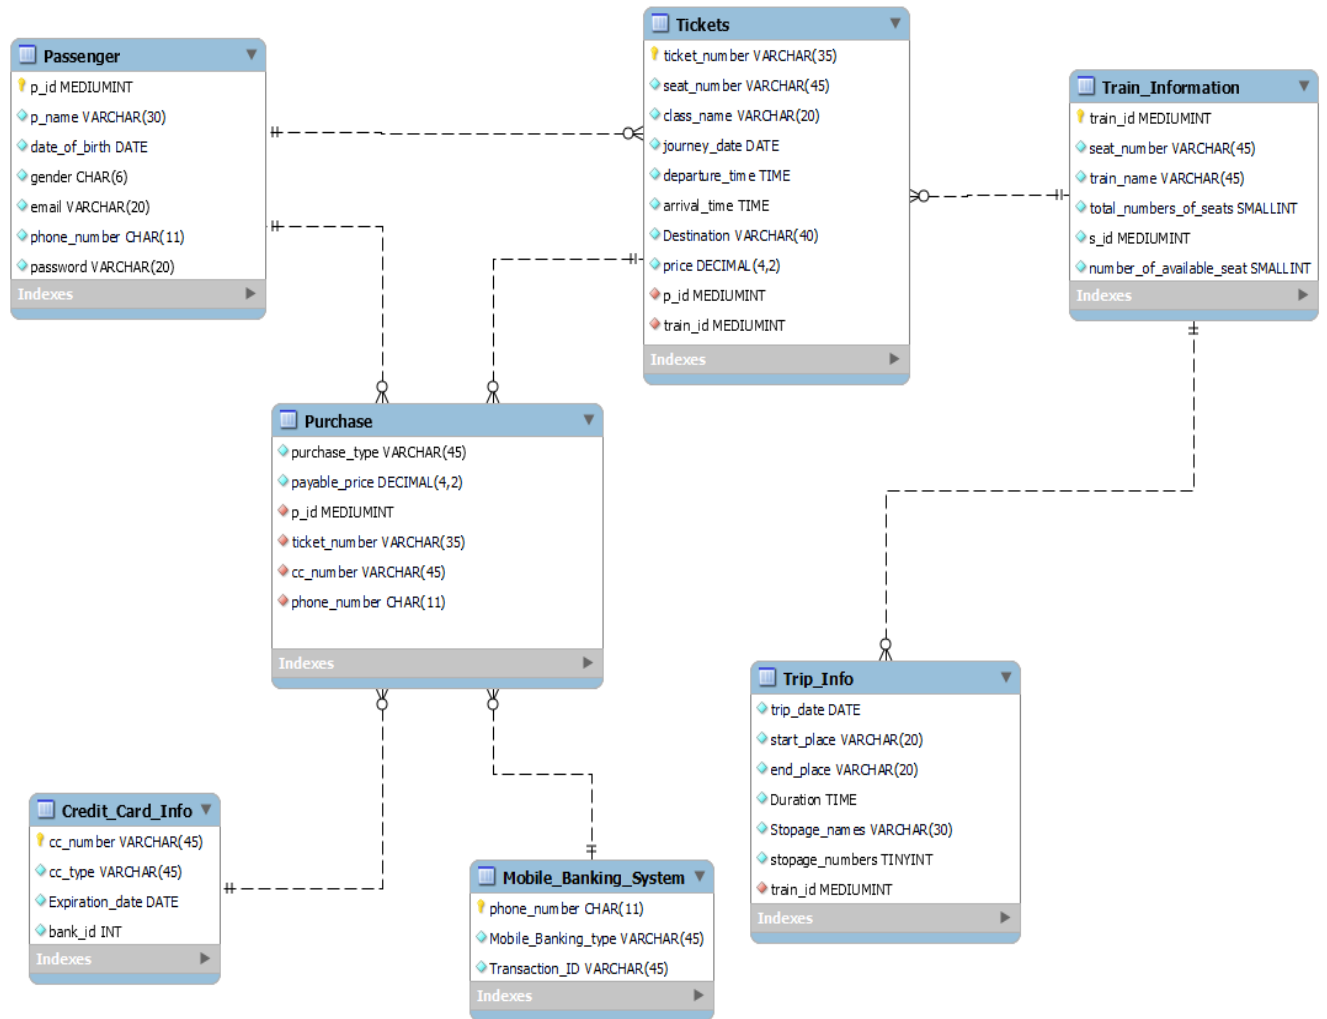 Passenger
p_id MEDIUMINT
p_name VARCHAR(30)
date_of_birth DATE
gender CHAR(6)
email VARCHAR(20)
phone_number CHAR(11)
password VARCHAR(20)
Indexes
Tickets
ticket_number VARCHAR(35)
seat_number VARCHAR(45)
class_name VARCHAR(20)
journey_date DATE
departure_time TIME
arrival_time TIME
Destination VARCHAR(40)
price DECIMAL(4,2)
p_id MEDIUMINT
train_id MEDIUMINT
Indexes
Train_Information
train_id MEDIUMINT
seat_number VARCHAR(45)
train_name VARCHAR(45)
total_numbers_of_seats SMALLINT
s_id MEDIUMINT
number_of_available_seat SMALLINT
Indexes
Purchase
purchase_type VARCHAR(45)
payable_price DECIMAL(4,2)
p_id MEDIUMINT
ticket_number VARCHAR(35)
cc_number VARCHAR(45)
phone_number CHAR(11)
Indexes
Trip_Info
trip_date DATE
start_place VARCHAR(20)
end_place VARCHAR(20)
Duration TIME
Stopage_names VARCHAR(30)
stopage_numbers TINYINT
train_id MEDIUMINT
Indexes
Credit_Card_Info
cc_number VARCHAR(45)
cc_type VARCHAR(45)
Expiration_date DATE
bank_id INT
Indexes
Mobile_Banking_System
phone_number CHAR(11)
Mobile_Banking_type VARCHAR(45)
Transaction_ID VARCHAR(45)
Indexes